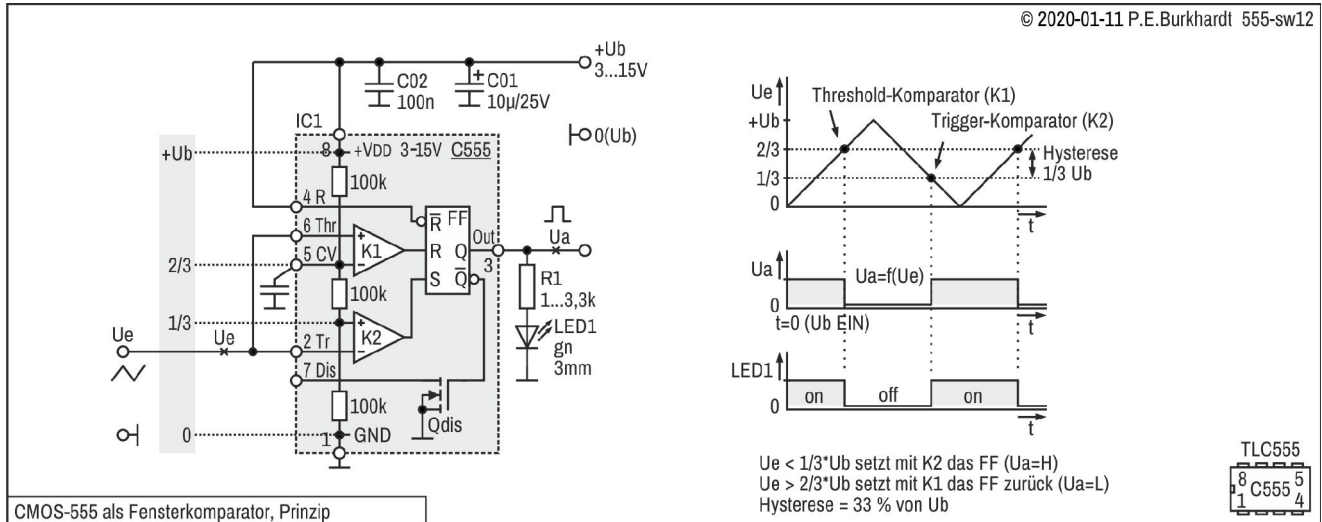 © 2020-01-11 P.E.Burkhardt 555-sw12
+Ub
3...15V
C02
100n
+
C01
10µ/25V
0(Ub)
IC1
+Ub
8
+VDD 3-15V C555
100k
4 R
R FF
6 Thr
+
K1
R Q
Out
3
Ua
5 CV
-
2/3
S Q
100k
R1
1...3,3k
1/3
+
K2
-
Ue
Ue
2 Tr
LED1
gn
3mm
7 Dis
100k
Qdis
0
1
GND
CMOS-555 als Fensterkomparator, Prinzip
Ue
Threshold-Komparator (K1)
+Ub
Trigger-Komparator (K2)
2/3
Hysterese
1/3 Ub
1/3
0
t
Ua
Ua=f(Ue)
0
t
t=0 (Ub EIN)
LED1
on
off
on
0
t
Ue < 1/3*Ub setzt mit K2 das FF (Ua=H)
Ue > 2/3*Ub setzt mit K1 das FF zurück (Ua=L)
Hysterese = 33 % von Ub
TLC555
8 5
C555
1 4